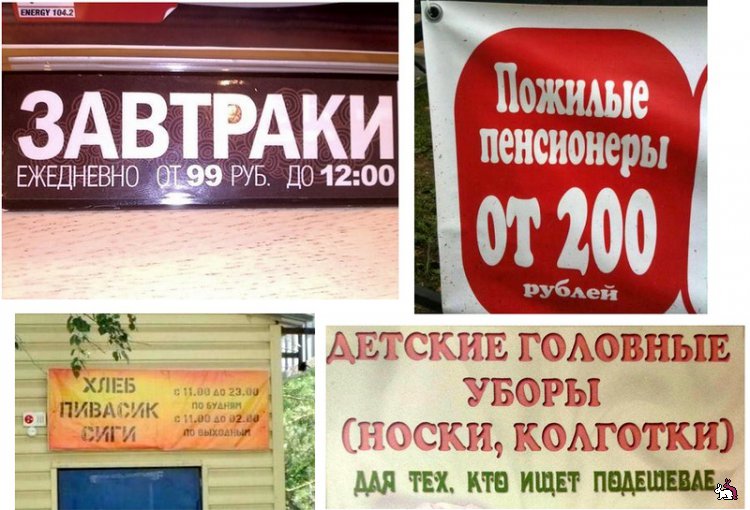 ENERGY 104.2
ЗАВТРАКИ
ЕЖЕДНЕВНО ОТ 99 РУБ. ДО 12:00
Пожилые
пенсионеры
от 200
рублей
ХЛЕБ
ПИВАСИК
СИГИ
с 11.00 до 23.00
по будням
с 11.00 до 02.00
по выходным
ДЕТСКИЕ ГОЛОВНЫЕ
УБОРЫ
(НОСКИ, КОЛГОТКИ)
ДЛЯ ТЕХ, КТО ИЩЕТ ПОДЕШЕВЛЕ